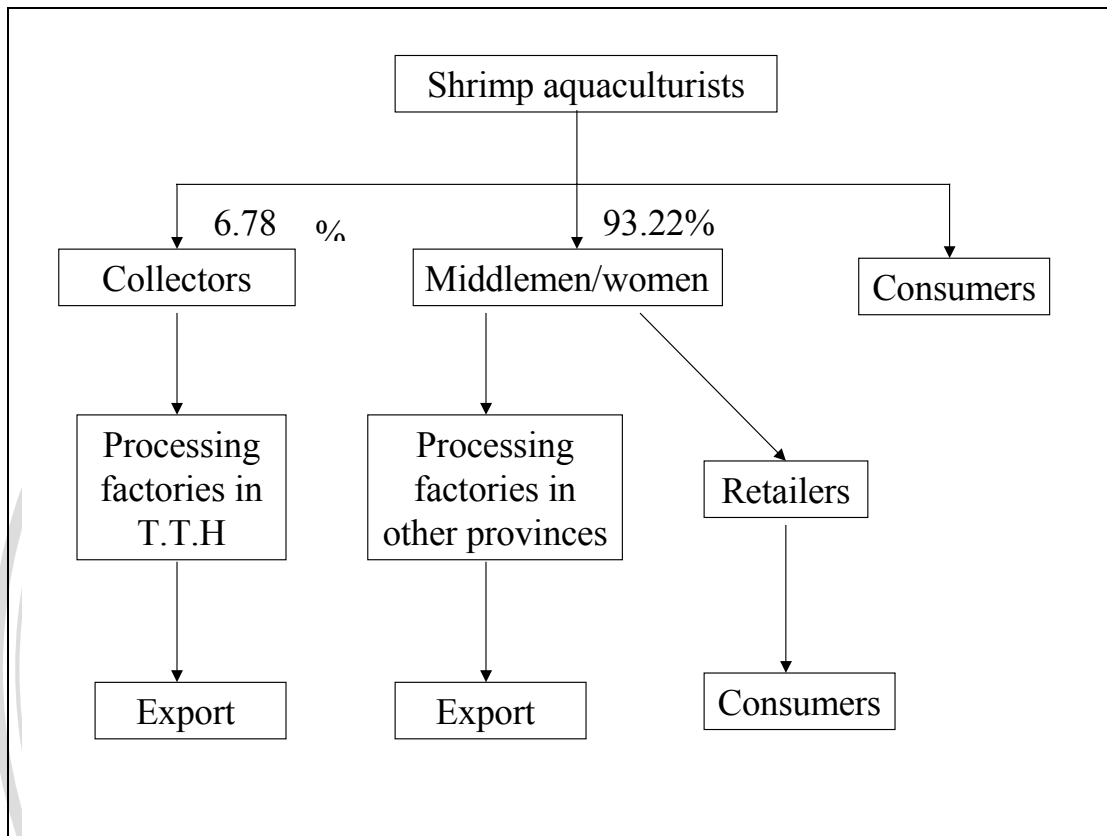 Shrimp aquaculturists
6.78 %
93.22%
Collectors
Middlemen/women
Consumers
Processing
factories in
T.T.H
Processing
factories in
other provinces
Retailers
Export
Export
Consumers